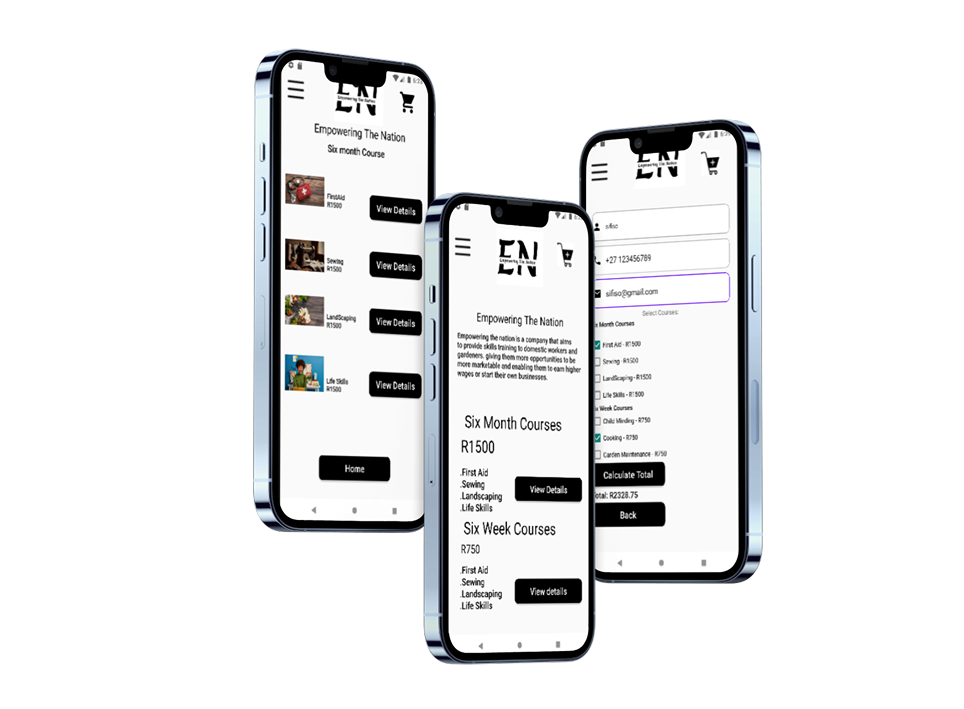 EN
Empowering The Nation
Empowering The Nation
Six month Course
FirstAid
R1500
View Details
Sewing
R1500
View Details
LandScaping
R1500
View Details
Life Skills
R1500
View Details
Home
EN
Empowering The Nation
Empowering The Nation
Empowering the nation is a company that aims
to provide skills training to domestic workers and
gardeners, giving them more opportunities to be
more marketable and enabling them to earn higher
wages or start their own businesses.
Six Month Courses
R1500
.First Aid
.Sewing
.Landscaping
.Life Skills
View Details
Six Week Courses
R750
.First Aid
.Sewing
.Landscaping
.Life Skills
View details
EN
Empowering The Nation
+27 123456789
sifiso@gmail.com
Select Courses:
Six Month Courses
First Aid - R1500
Sewing - R1500
LandScaping - R1500
Life Skills - R1500
Six Week Courses
Child Minding - R750
Cooking - R750
Garden Maintenance - R750
Calculate Total
Total: R2328.75
Back